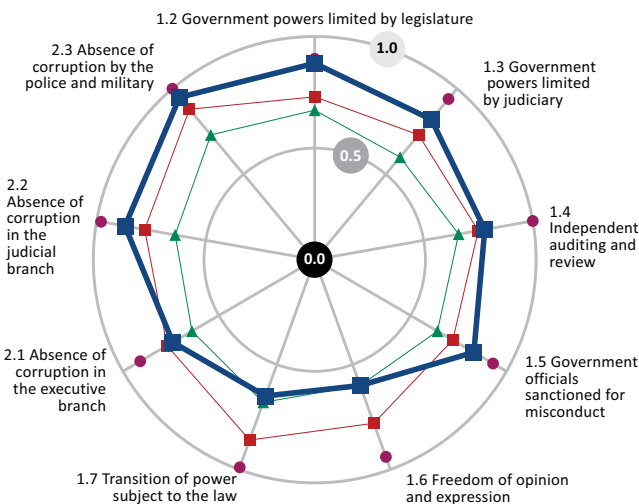 1.2 Government powers limited by legislature
1.0
2.3 Absence of
corruption by the
police and military
1.3 Government
powers limited
by judiciary
0.5
2.2
Absence of
corruption
in the
judicial
branch
1.4
Independent
auditing and
review
0.0
2.1 Absence of
corruption in
the executive
branch
1.5 Government
officials
sanctioned for
misconduct
1.7 Transition of power
subject to the law
1.6 Freedom of opinion
and expression